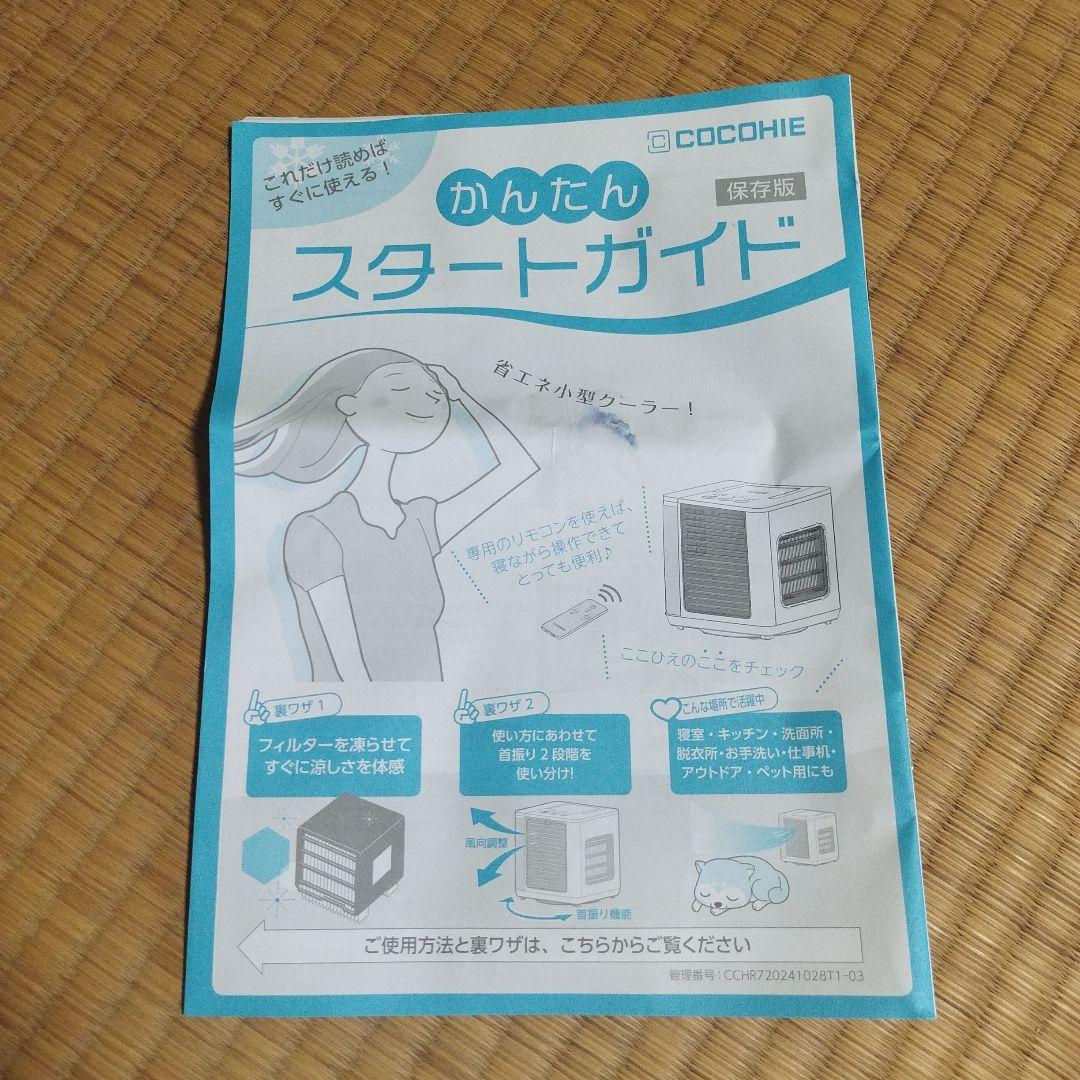 これだけ読めば
すぐに使える!
COCOHIE
かんたん
保存版
スタートガイド
省エネ小型クーラー!
専用のリモコンを使えば、
寝ながら操作できて
とっても便利♪
ここひえのここをチェック
裏ワザ1
フィルターを凍らせて
すぐに涼しさを体感
裏ワザ2
使い方にあわせて
首振り2段階を
使い分け!
こんな場所で活躍中
寝室・キッチン・洗面所・
脱衣所・お手洗い・仕事机・
アウトドア・ペット用にも
風向調整
首振り機能
ご使用方法と裏ワザは、こちらからご覧ください
管理番号:CCHR720241028T1-03